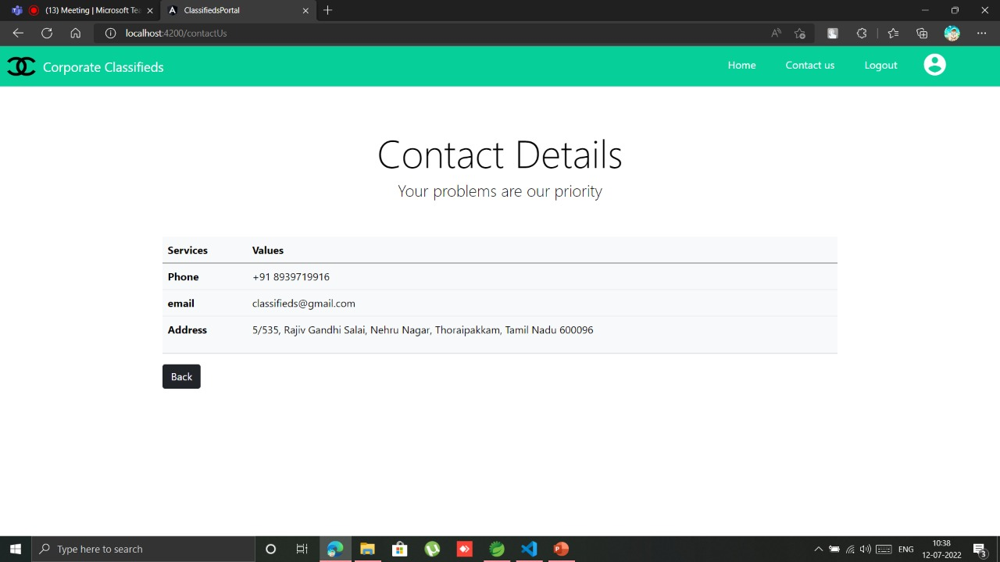 (13) Meeting | Microsoft Tea
ClassifiedsPortal
localhost:4200/contactUs
Corporate Classifieds
Home
Contact us
Logout
Contact Details
Your problems are our priority
Services Values
Phone +91 8939719916
email classifieds@gmail.com
Address 5/535, Rajiv Gandhi Salai, Nehru Nagar, Thoraipakkam, Tamil Nadu 600096
Back
Type here to search
ENG
10:38
12-07-2022
3